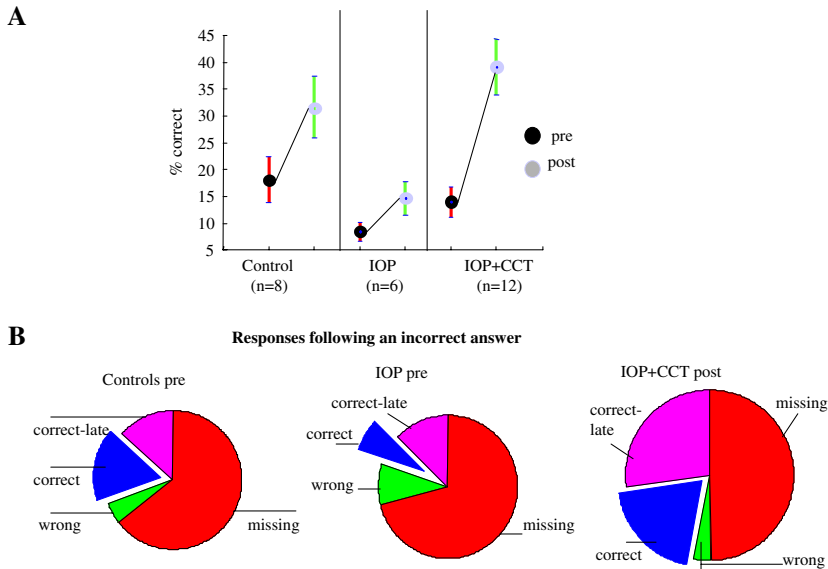 A
45
40
35
30
25
20
15
10
5
% correct
pre
post
Control
(n=8)
IOP
(n=6)
IOP+CCT
(n=12)
B
Responses following an incorrect answer
Controls pre
correct-late
correct
wrong
missing
IOP pre
correct-late
correct
wrong
missing
IOP+CCT post
correct-
late
missing
correct
wrong